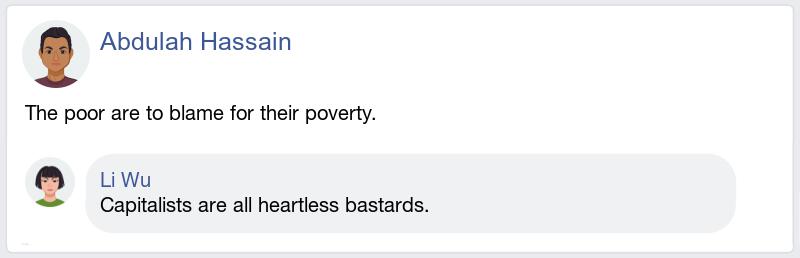 Abdulah Hassain
The poor are to blame for their poverty.
Li Wu
Capitalists are all heartless bastards.